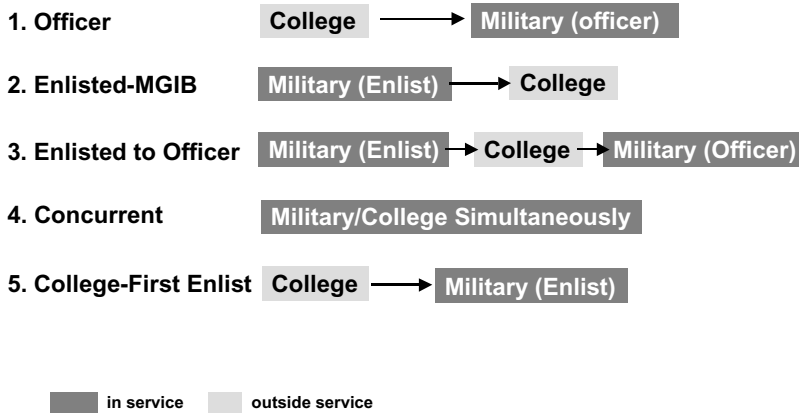 1. Officer College Military (officer)
2. Enlisted-MGIB Military (Enlist) College
3. Enlisted to Officer Military (Enlist) College Military (Officer)
4. Concurrent Military/College Simultaneously
5. College-First Enlist College Military (Enlist)
in service outside service